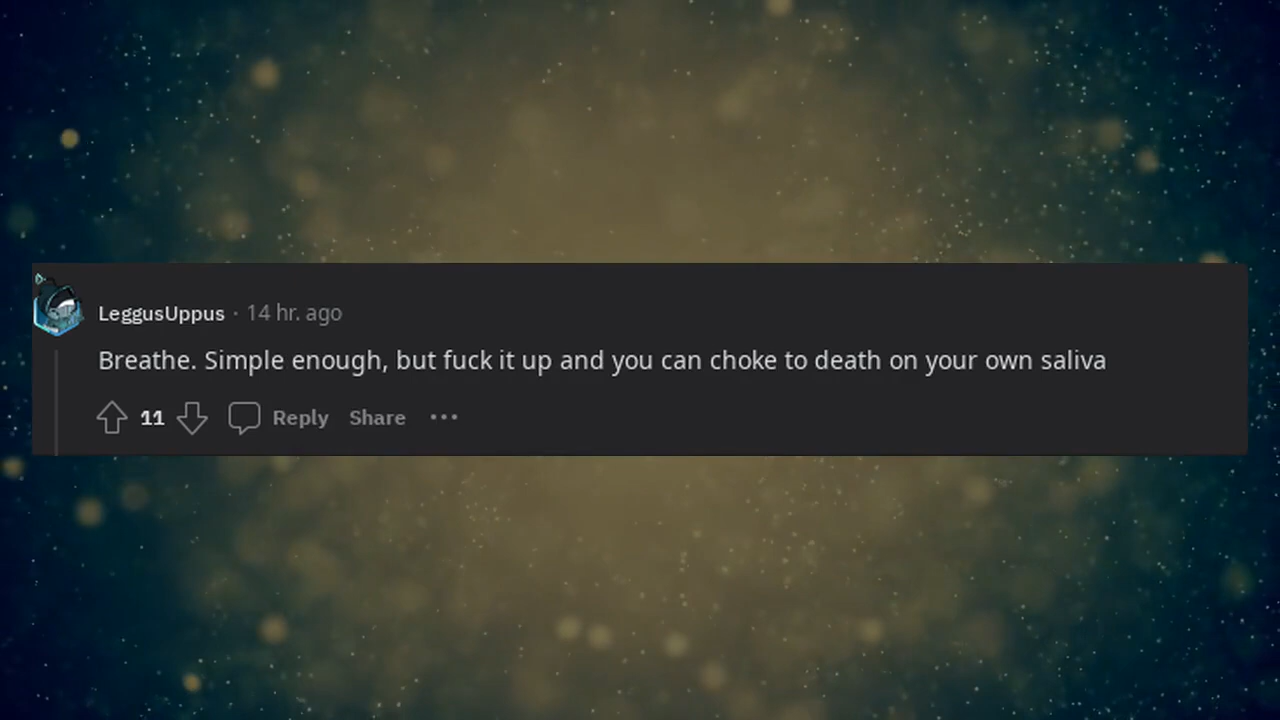 LeggusUppus · 14 hr. ago
Breathe. Simple enough, but fuck it up and you can choke to death on your own saliva
11 Reply Share ···